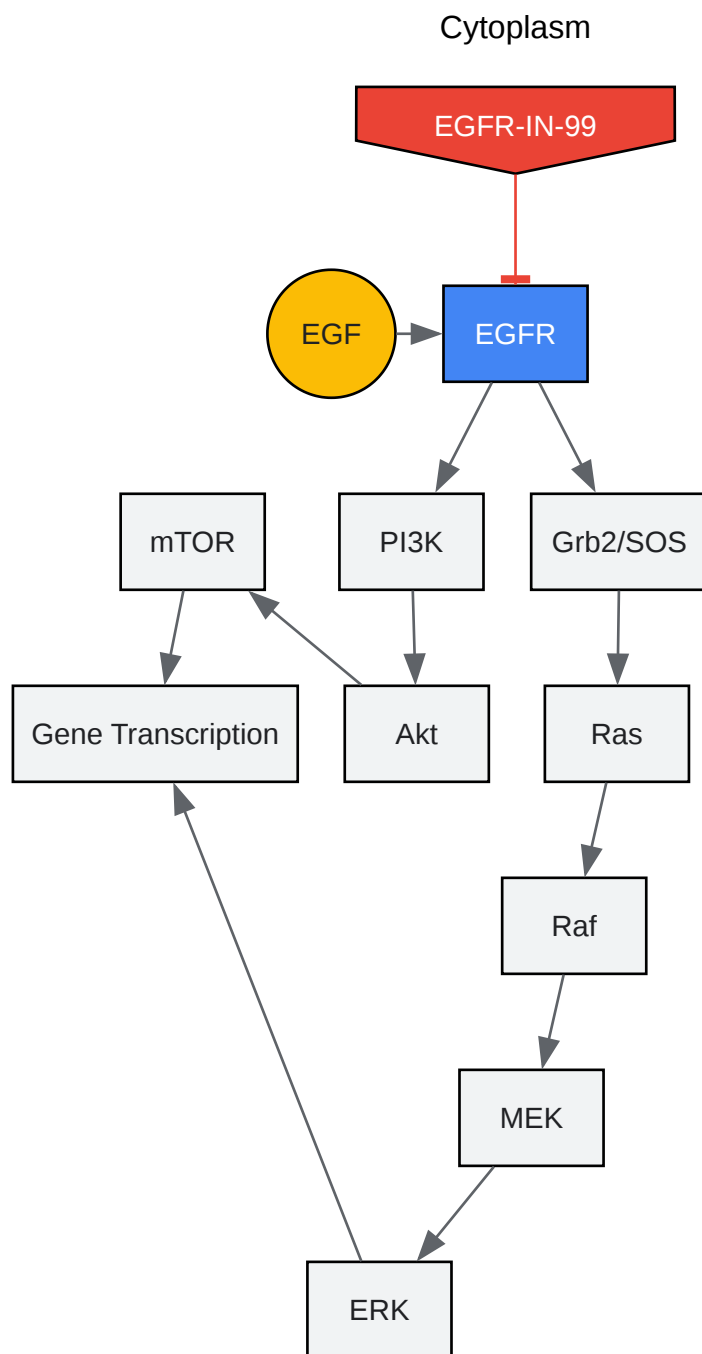 Cytoplasm
EGFR-IN-99
EGF
EGFR
mTOR
PI3K
Grb2/SOS
Gene Transcription
Akt
Ras
Raf
MEK
ERK